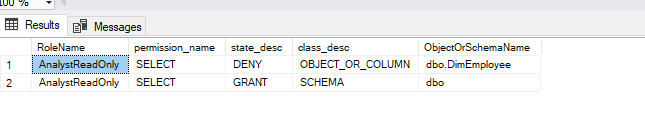 100 %
Results Messages
RoleName permission_name state_desc class_desc ObjectOrSchemaName
1 AnalystReadOnly SELECT DENY OBJECT_OR_COLUMN dbo.DimEmployee
2 AnalystReadOnly SELECT GRANT SCHEMA dbo